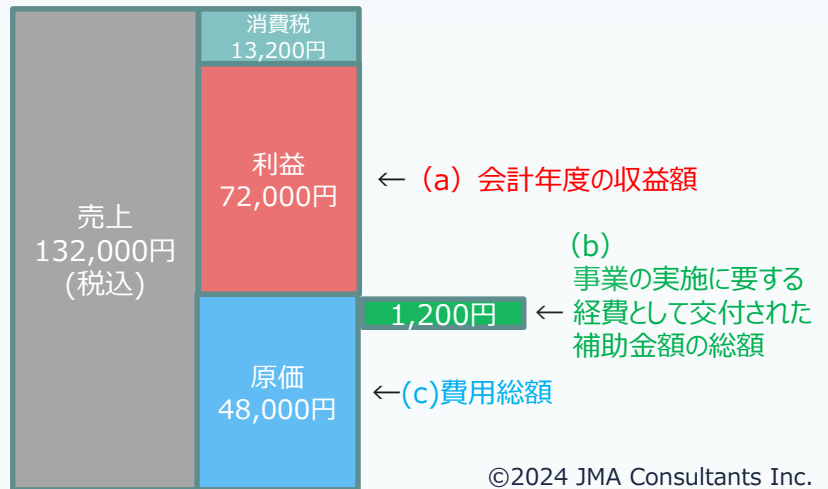 消費税
13,200円
利益
72,000円
← （a）会計年度の収益額
売上
132,000円
(税込)
（b）
事業の実施に要する
1,200円 ← 経費として交付された
補助金額の総額
原価
48,000円
←(c)費用総額
©2024 JMA Consultants Inc.